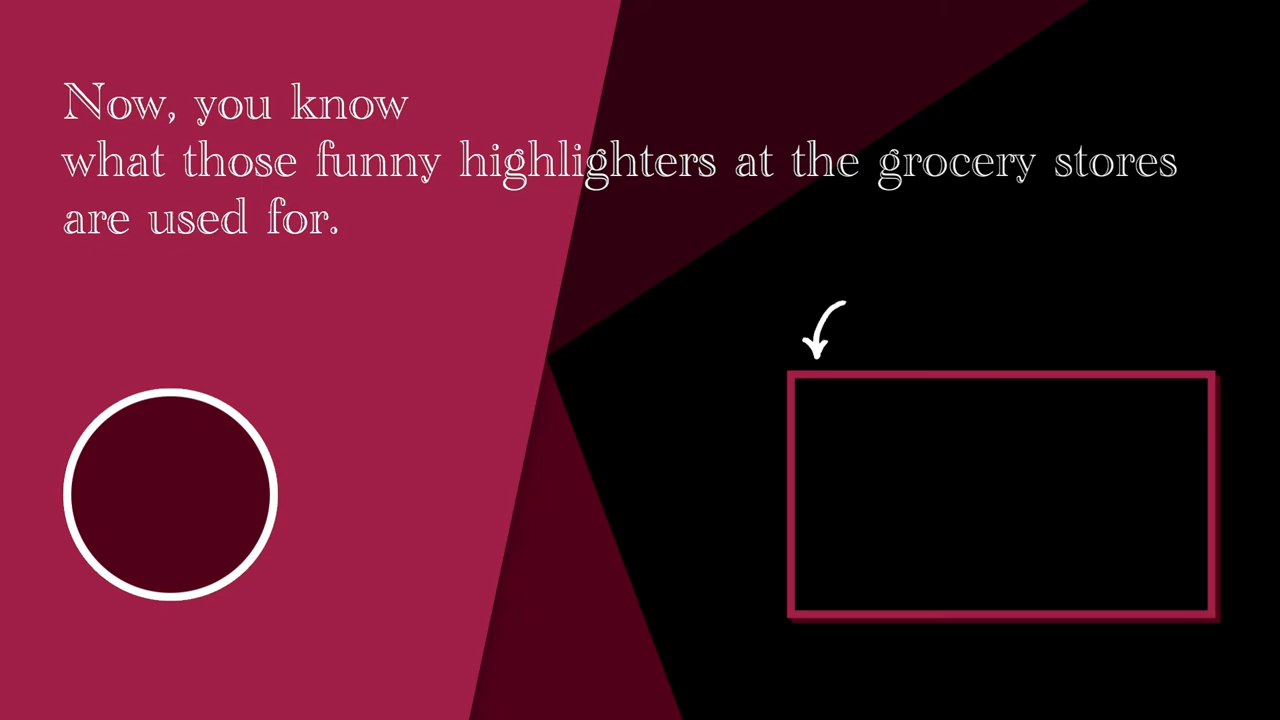 Now, you know
what those funny highlighters at the grocery stores
are used for.